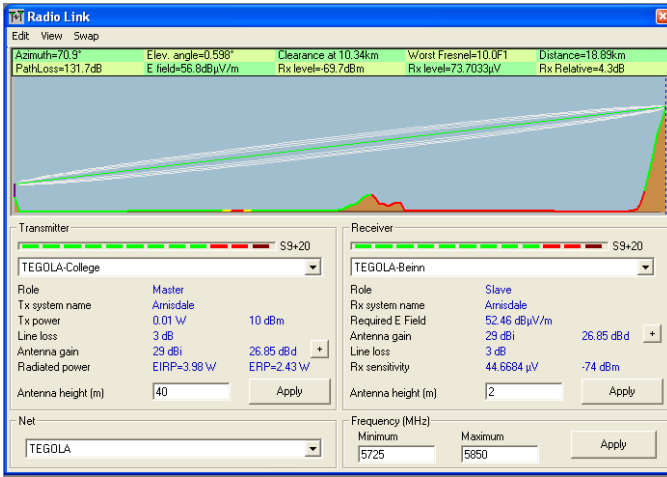 Radio Link
Edit View Swap
Azimuth=70.9° Elev. angle=0.598° Clearance at 10.34km Worst Fresnel=10.0F1 Distance=18.89km
PathLoss=131.7dB E field=56.8dBµV/m Rx level=-69.7dBm Rx level=73.7033µV Rx Relative=4.3dB
Transmitter
S9+20
TEGOLA-College
Role Master
Tx system name Arnisdale
Tx power 0.01 W 10 dBm
Line loss 3 dB
Antenna gain 29 dBi 26.85 dBd +
Radiated power EIRP=3.98 W ERP=2.43 W
Antenna height (m) 40 Apply
Net
TEGOLA
Receiver
S9+20
TEGOLA-Beinn
Role Slave
Rx system name Arnisdale
Required E Field 52.46 dBµV/m
Antenna gain 29 dBi 26.85 dBd +
Line loss 3 dB
Rx sensitivity 44.6684 µV -74 dBm
Antenna height (m) 2 Apply
Frequency (MHz)
Minimum Maximum
5725 5850 Apply